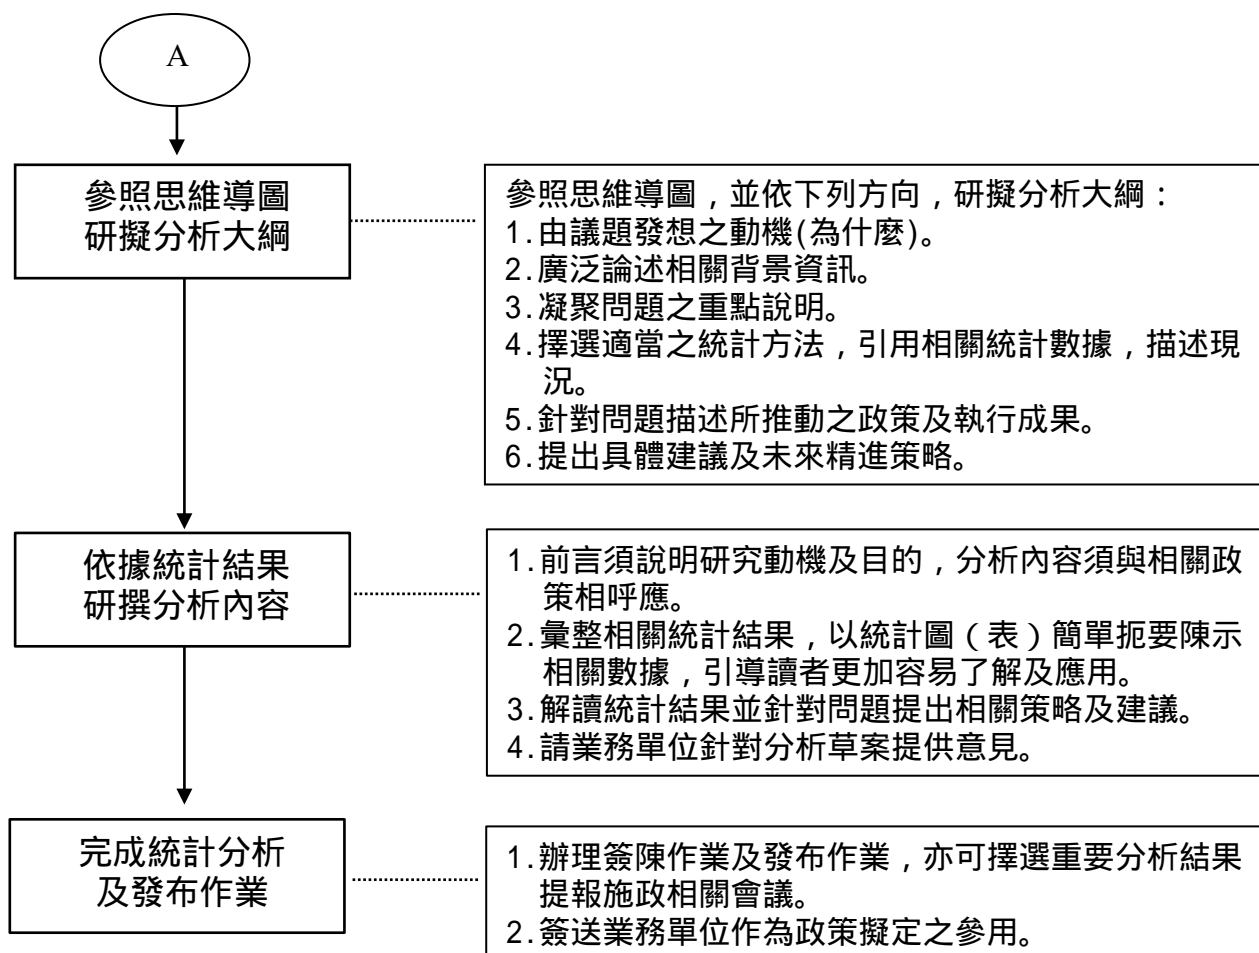 A
參照思維導圖
研擬分析大綱
參照思維導圖，並依下列方向，研擬分析大綱：
1.由議題發想之動機(為什麼)。
2.廣泛論述相關背景資訊。
3.凝聚問題之重點說明。
4.擇選適當之統計方法，引用相關統計數據，描述現
況。
5.針對問題描述所推動之政策及執行成果。
6.提出具體建議及未來精進策略。
依據統計結果
研撰分析內容
1.前言須說明研究動機及目的，分析內容須與相關政
策相呼應。
2.彙整相關統計結果，以統計圖（表）簡單扼要陳示
相關數據，引導讀者更加容易了解及應用。
3.解讀統計結果並針對問題提出相關策略及建議。
4.請業務單位針對分析草案提供意見。
完成統計分析
及發布作業
1.辦理簽陳作業及發布作業，亦可擇選重要分析結果
提報施政相關會議。
2.簽送業務單位作為政策擬定之參用。